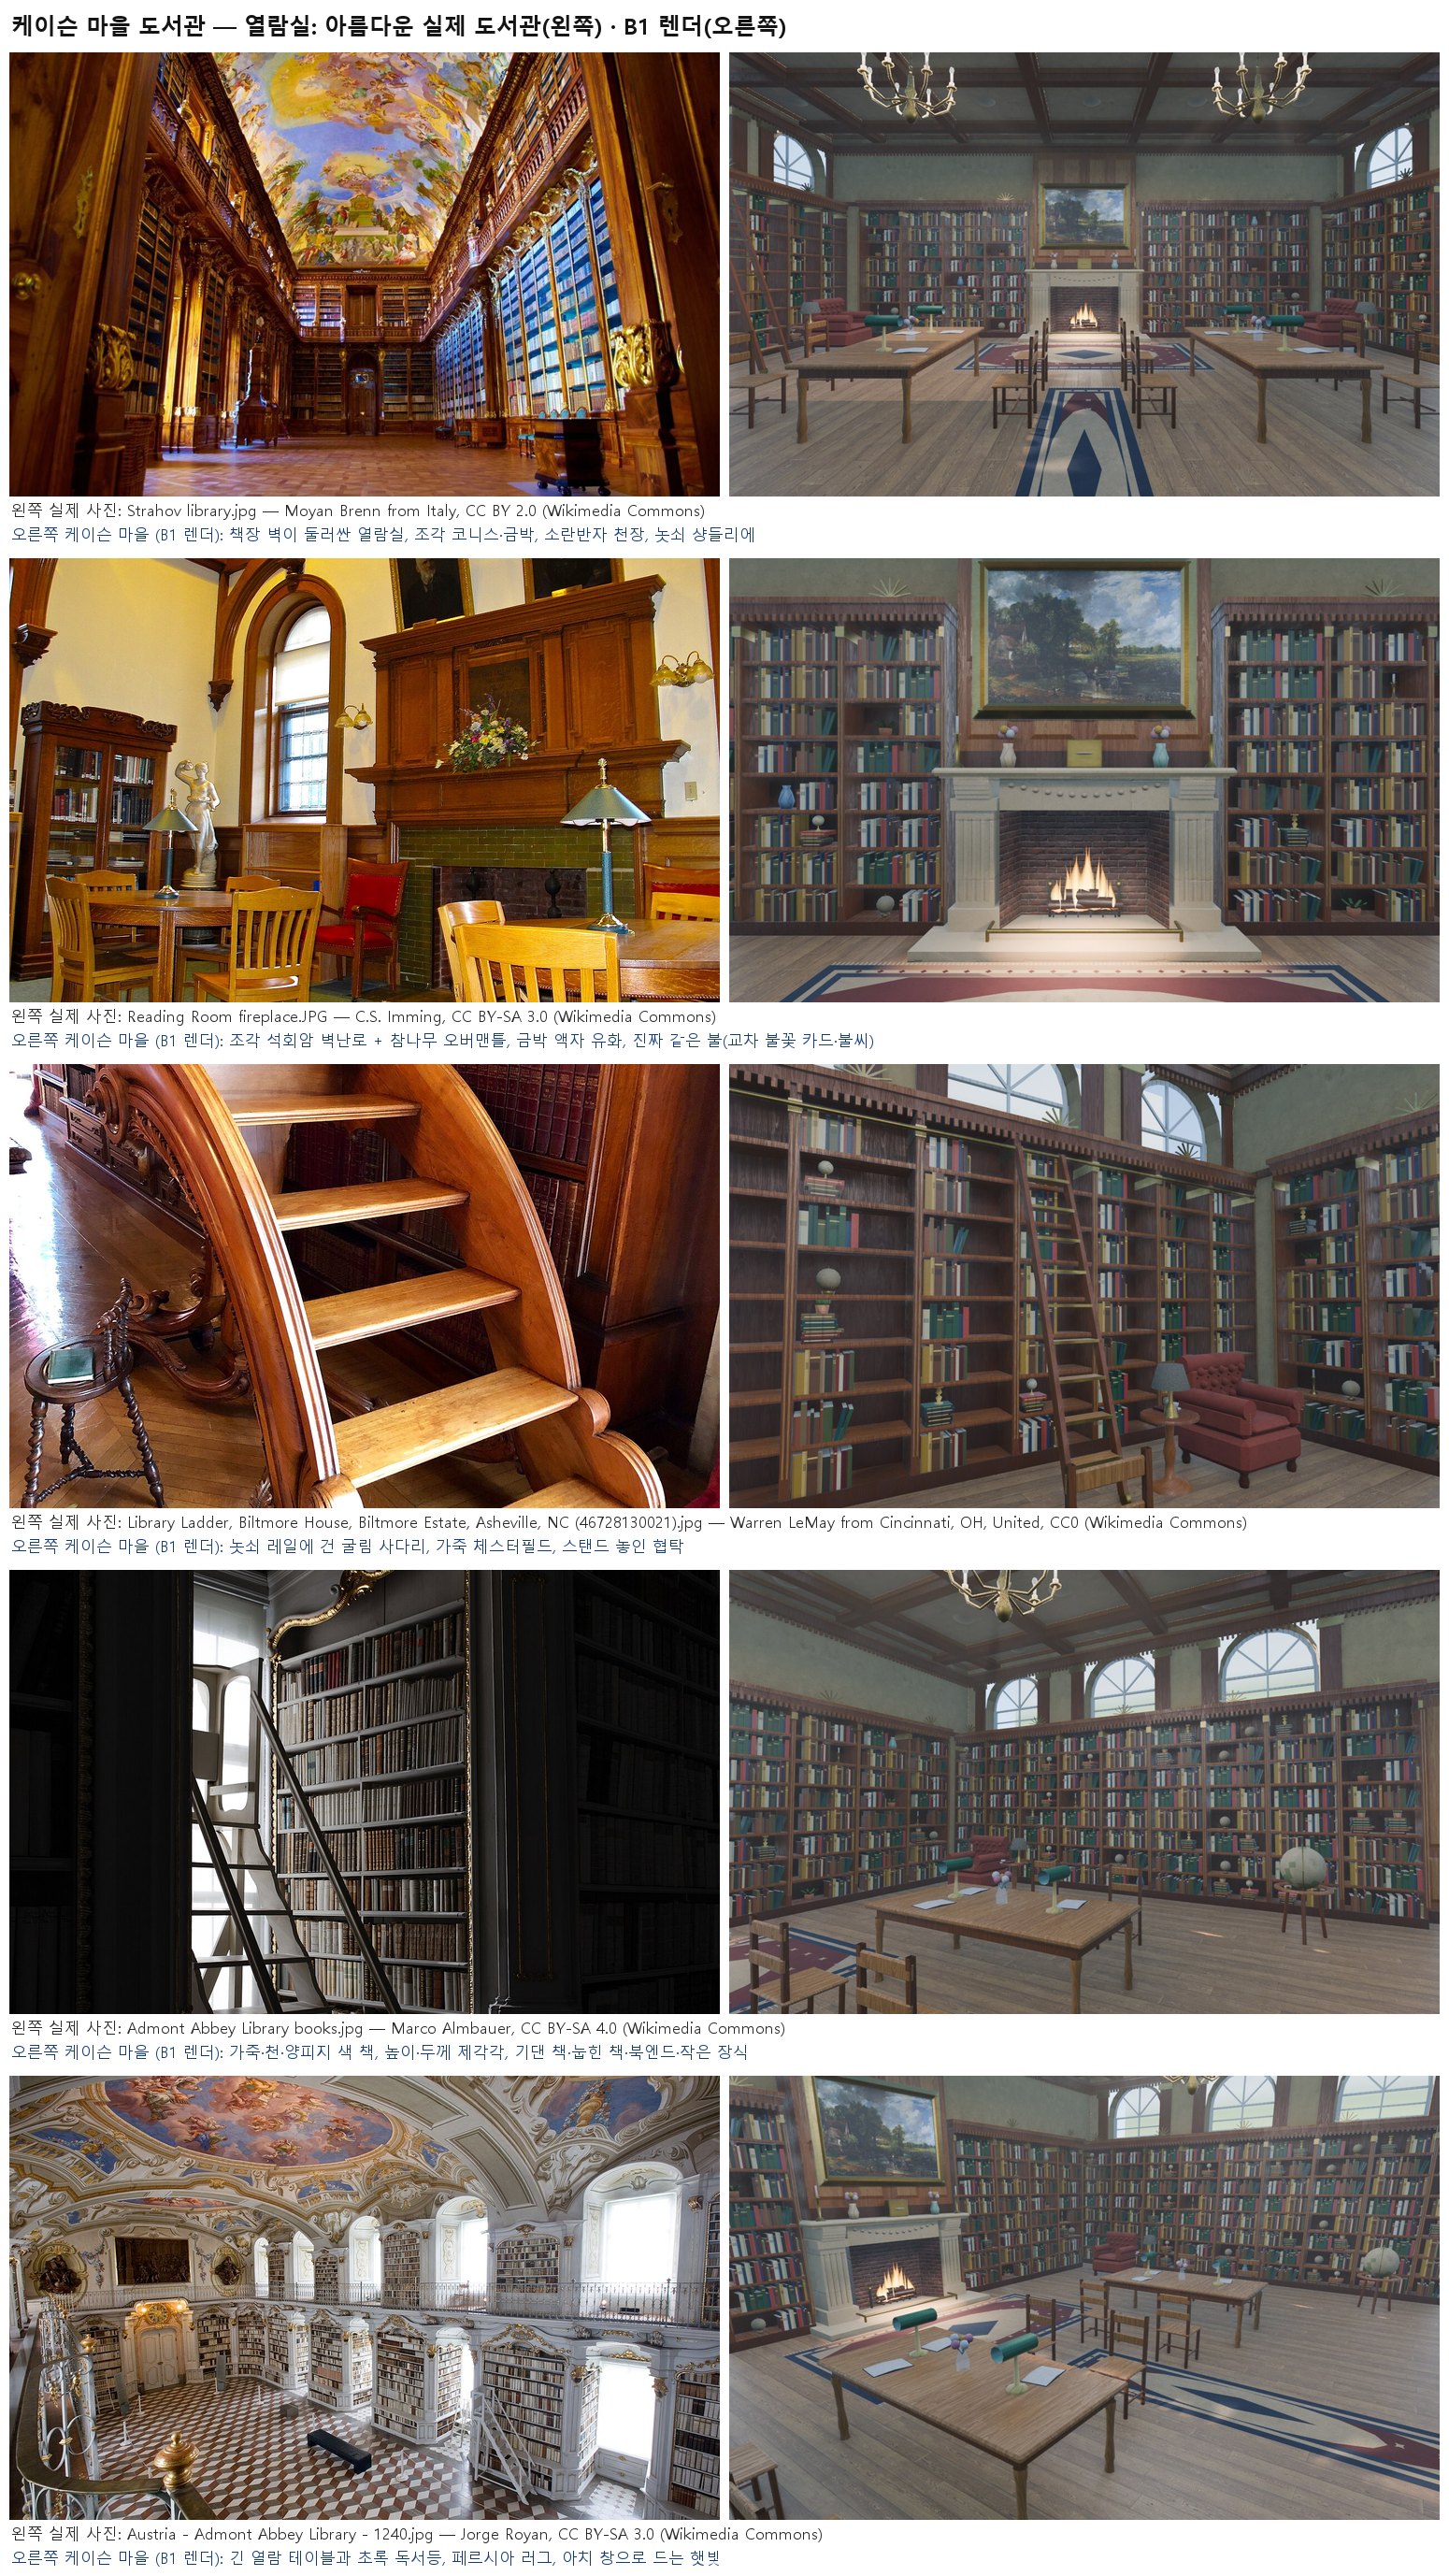 케이슨 마을 도서관 — 열람실: 아름다운 실제 도서관(왼쪽) · B1 렌더(오른쪽)
왼쪽 실제 사진: Strahov library.jpg — Moyan Brenn from Italy, CC BY 2.0 (Wikimedia Commons)
오른쪽 케이슨 마을 (B1 렌더): 책장 벽이 둘러싼 열람실, 조각 코니스·금박, 소란반자 천장, 놋쇠 샹들리에
왼쪽 실제 사진: Reading Room fireplace.JPG — C.S. Imming, CC BY-SA 3.0 (Wikimedia Commons)
오른쪽 케이슨 마을 (B1 렌더): 조각 석회암 벽난로 + 참나무 오버맨틀, 금박 액자 유화, 진짜 같은 불(교차 불꽃 카드·불씨)
왼쪽 실제 사진: Library Ladder, Biltmore House, Biltmore Estate, Asheville, NC (46728130021).jpg — Warren LeMay from Cincinnati, OH, United, CC0 (Wikimedia Commons)
오른쪽 케이슨 마을 (B1 렌더): 놋쇠 레일에 건 굴림 사다리, 가죽 체스터필드, 스탠드 놓인 협탁
왼쪽 실제 사진: Admont Abbey Library books.jpg — Marco Almbauer, CC BY-SA 4.0 (Wikimedia Commons)
오른쪽 케이슨 마을 (B1 렌더): 가죽·천·양피지 색 책, 높이·두께 제각각, 기댄 책·눕힌 책·북엔드·작은 장식
왼쪽 실제 사진: Austria - Admont Abbey Library - 1240.jpg — Jorge Royan, CC BY-SA 3.0 (Wikimedia Commons)
오른쪽 케이슨 마을 (B1 렌더): 긴 열람 테이블과 초록 독서등, 페르시아 러그, 아치 창으로 드는 햇빛